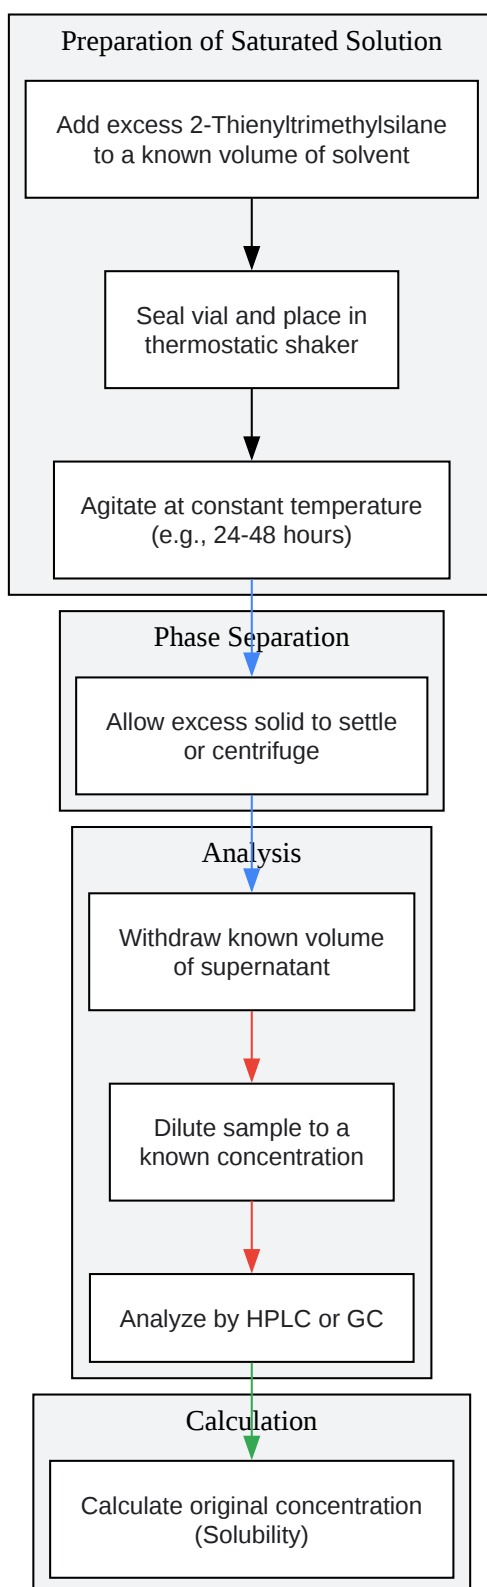 Preparation of Saturated Solution
Add excess 2-Thienyltrimethylsilane
to a known volume of solvent
Seal vial and place in
thermostatic shaker
Agitate at constant temperature
(e.g., 24-48 hours)
Phase Separation
Allow excess solid to settle
or centrifuge
Analysis
Withdraw known volume
of supernatant
Dilute sample to a
known concentration
Analyze by HPLC or GC
Calculation
Calculate original concentration
(Solubility)